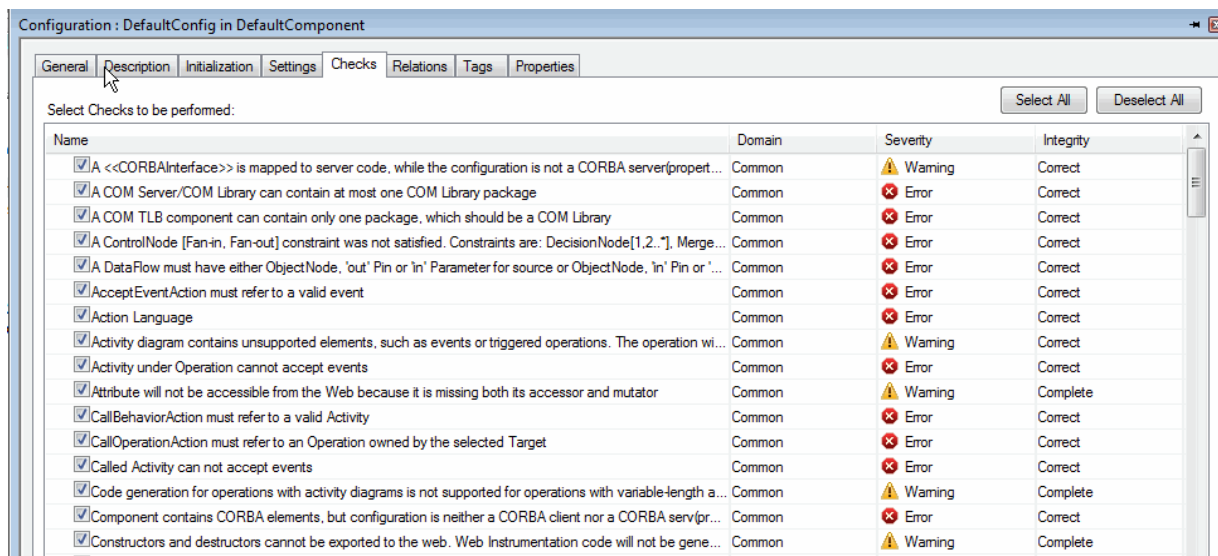 Configuration : DefaultConfig in DefaultComponent
General Description Initialization Settings Checks Relations Tags Properties
Select Checks to be performed:
Select All Deselect All
Name Domain Severity Integrity
A <<CORBAInterface>> is mapped to server code, while the configuration is not a CORBA server(propert... Common Warning Correct
A COM Server/COM Library can contain at most one COM Library package Common Error Correct
A COM TLB component can contain only one package, which should be a COM Library Common Error Correct
A ControlNode [Fan-in, Fan-out] constraint was not satisfied. Constraints are: DecisionNode[1,2..*], Merge... Common Error Correct
A DataFlow must have either ObjectNode, 'out' Pin or 'in' Parameter for source or ObjectNode, 'in' Pin or '... Common Error Correct
AcceptEventAction must refer to a valid event Common Error Correct
Action Language Common Error Correct
Activity diagram contains unsupported elements, such as events or triggered operations. The operation wi... Common Warning Correct
Activity under Operation cannot accept events Common Error Correct
Attribute will not be accessible from the Web because it is missing both its accessor and mutator Common Warning Complete
CallBehaviorAction must refer to a valid Activity Common Error Correct
CallOperationAction must refer to an Operation owned by the selected Target Common Error Correct
Called Activity can not accept events Common Error Correct
Code generation for operations with activity diagrams is not supported for operations with variable-length a... Common Warning Complete
Component contains CORBA elements, but configuration is neither a CORBA client nor a CORBA serv(pr... Common Error Correct
Constructors and destructors cannot be exported to the web. Web Instrumentation code will not be gene... Common Warning Complete